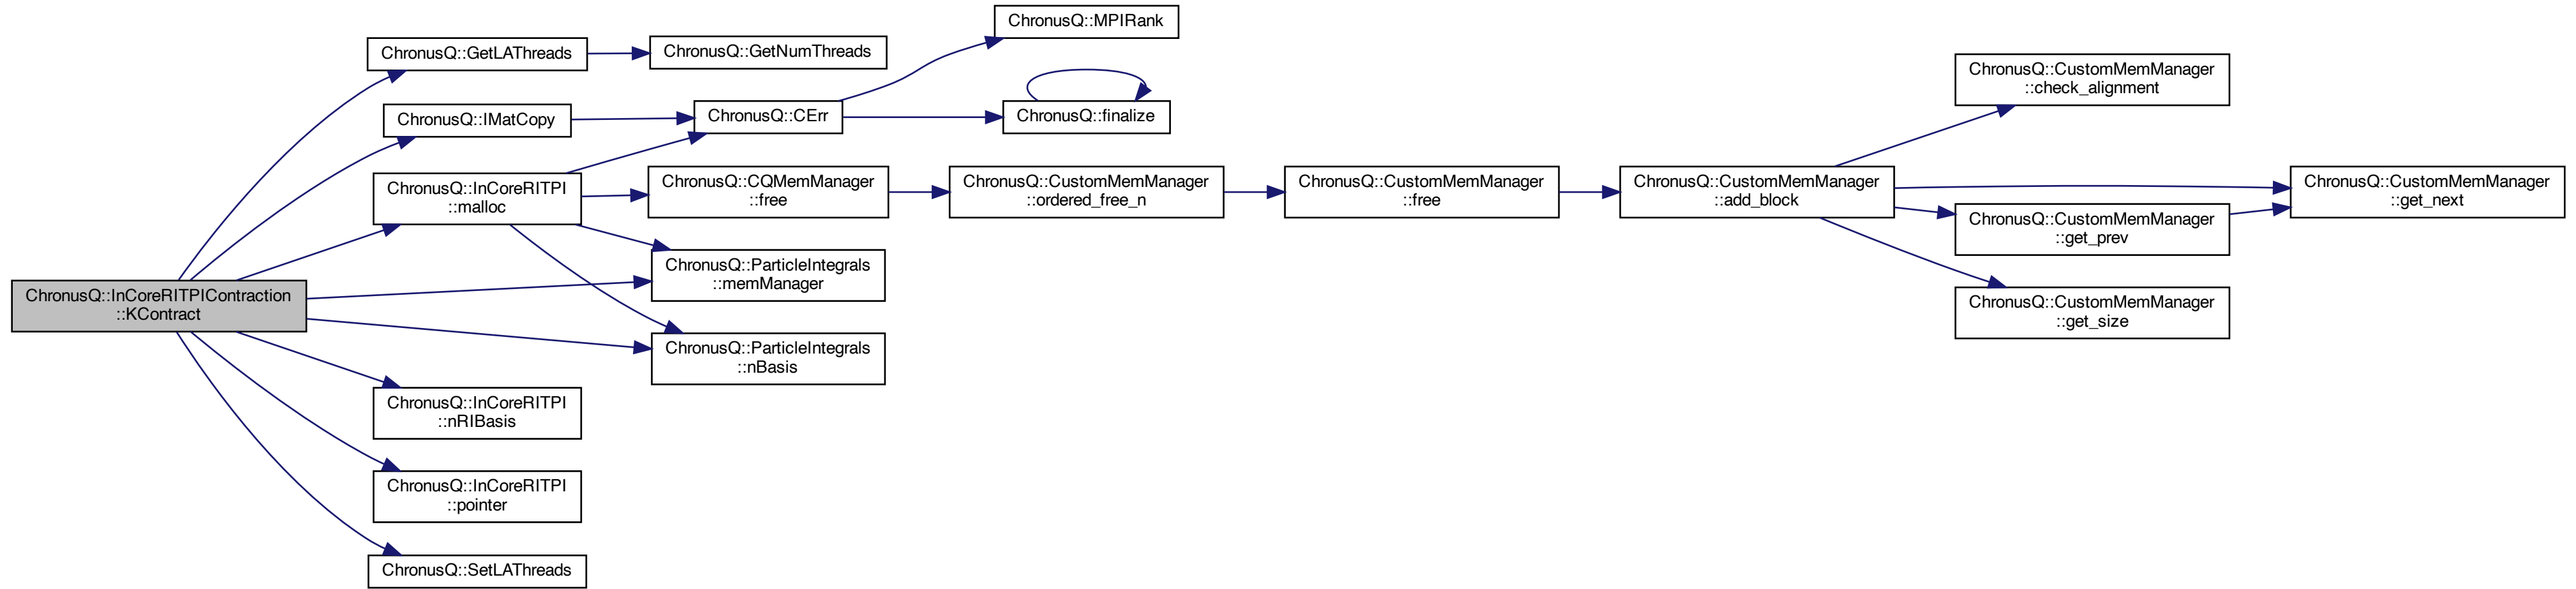 ChronusQ::InCoreRITPIContraction
::KContract
ChronusQ::GetLAThreads
ChronusQ::GetNumThreads
ChronusQ::IMatCopy
ChronusQ::CErr
ChronusQ::MPIRank
ChronusQ::finalize
ChronusQ::InCoreRITPI
::malloc
ChronusQ::CQMemManager
::free
ChronusQ::CustomMemManager
::ordered_free_n
ChronusQ::CustomMemManager
::free
ChronusQ::CustomMemManager
::add_block
ChronusQ::CustomMemManager
::check_alignment
ChronusQ::CustomMemManager
::get_next
ChronusQ::CustomMemManager
::get_prev
ChronusQ::CustomMemManager
::get_size
ChronusQ::ParticleIntegrals
::memManager
ChronusQ::ParticleIntegrals
::nBasis
ChronusQ::InCoreRITPI
::nRIBasis
ChronusQ::InCoreRITPI
::pointer
ChronusQ::SetLAThreads